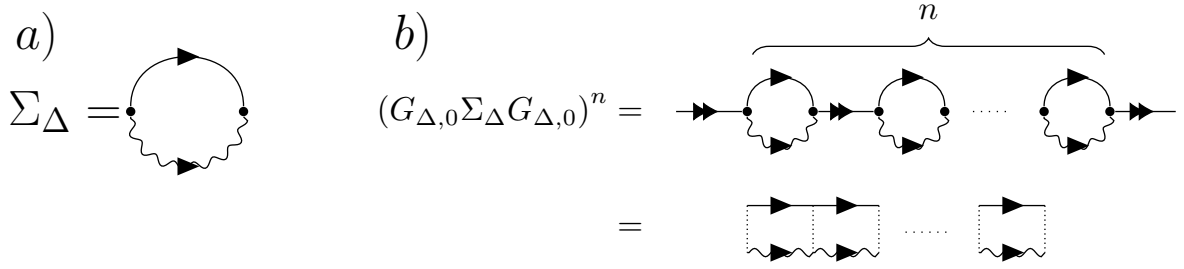 a)
Σ_Δ =
b)
n
(G_{Δ,0}Σ_ΔG_{Δ,0})^n =
=